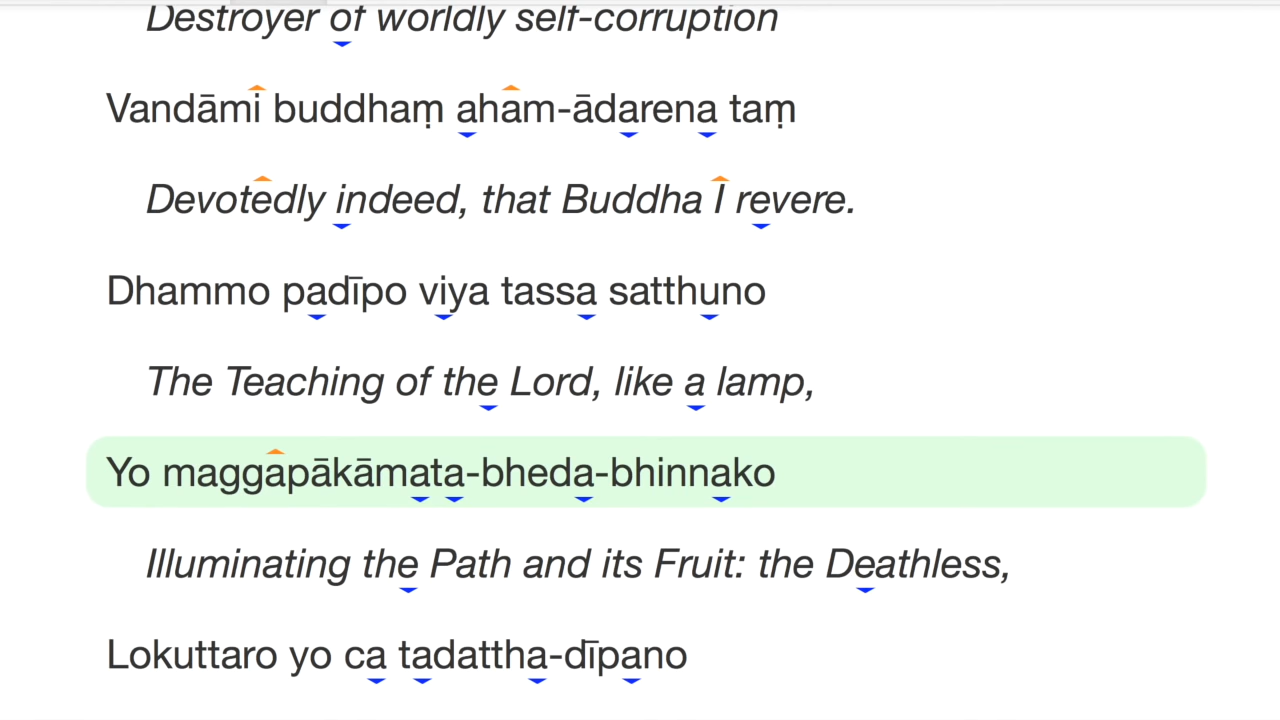 Destroyer of worldly self-corruption
Vandāmi buddhaṃ aham-ādarena taṃ
Devotedly indeed, that Buddha I revere.
Dhammo padīpo viya tassa satthuno
The Teaching of the Lord, like a lamp,
Yo maggapākāmata-bheda-bhinnako
Illuminating the Path and its Fruit: the Deathless,
Lokuttaro yo ca tadattha-dīpano